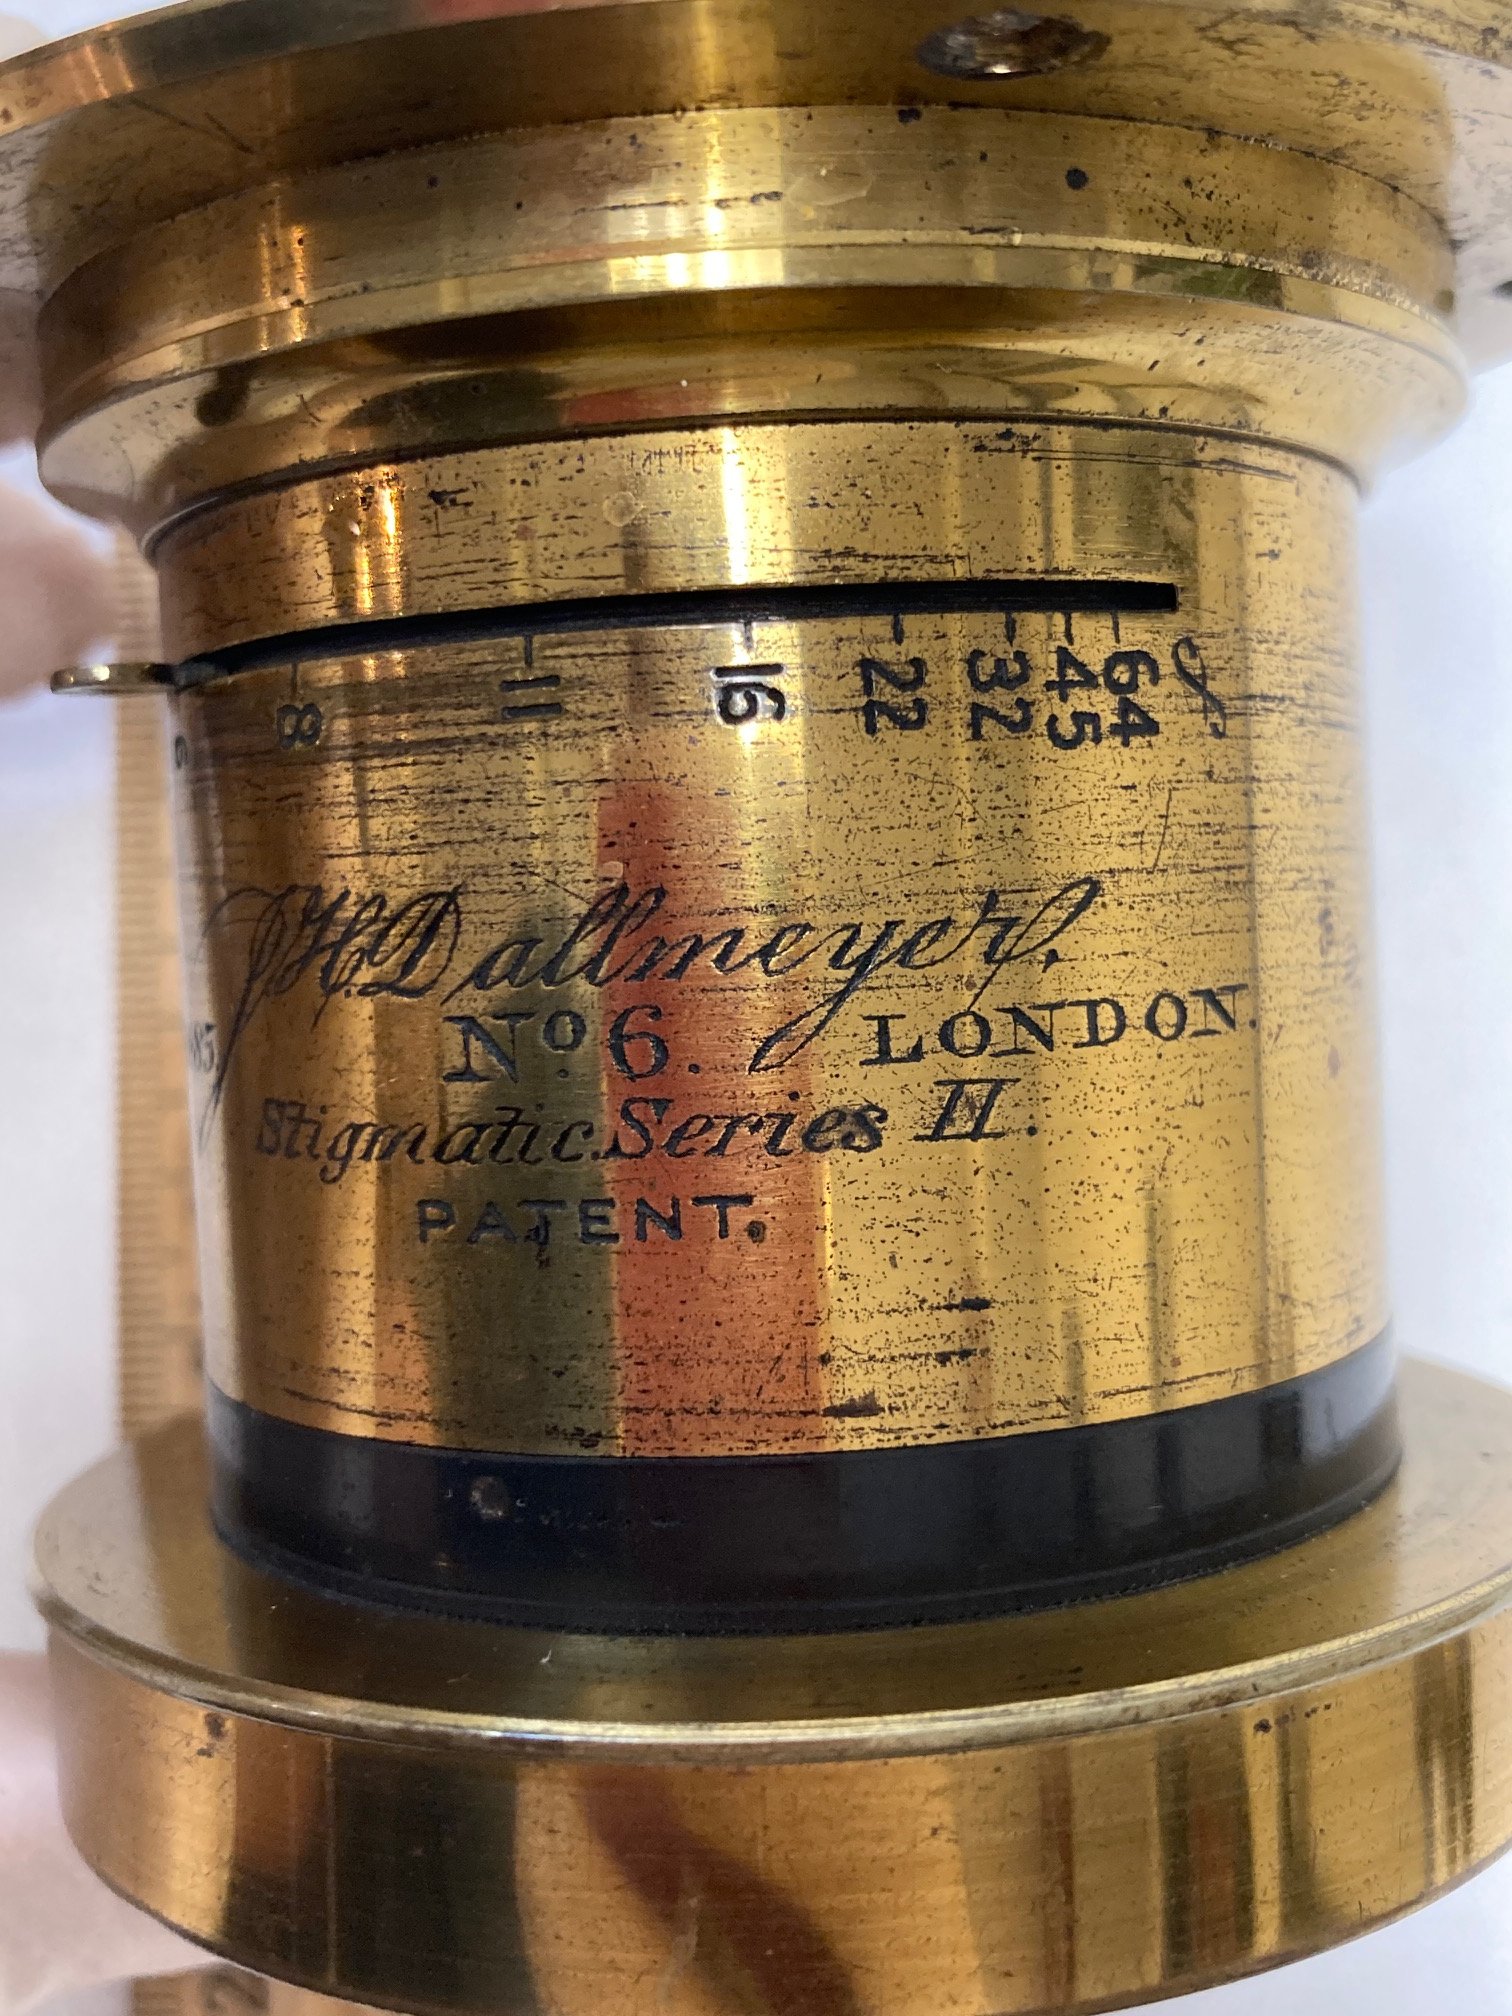 8 11 16 22 32 45 64 f
J.H. Dallmeyer.
Nº 6. LONDON.
Stigmatic. Series II.
PATENT.